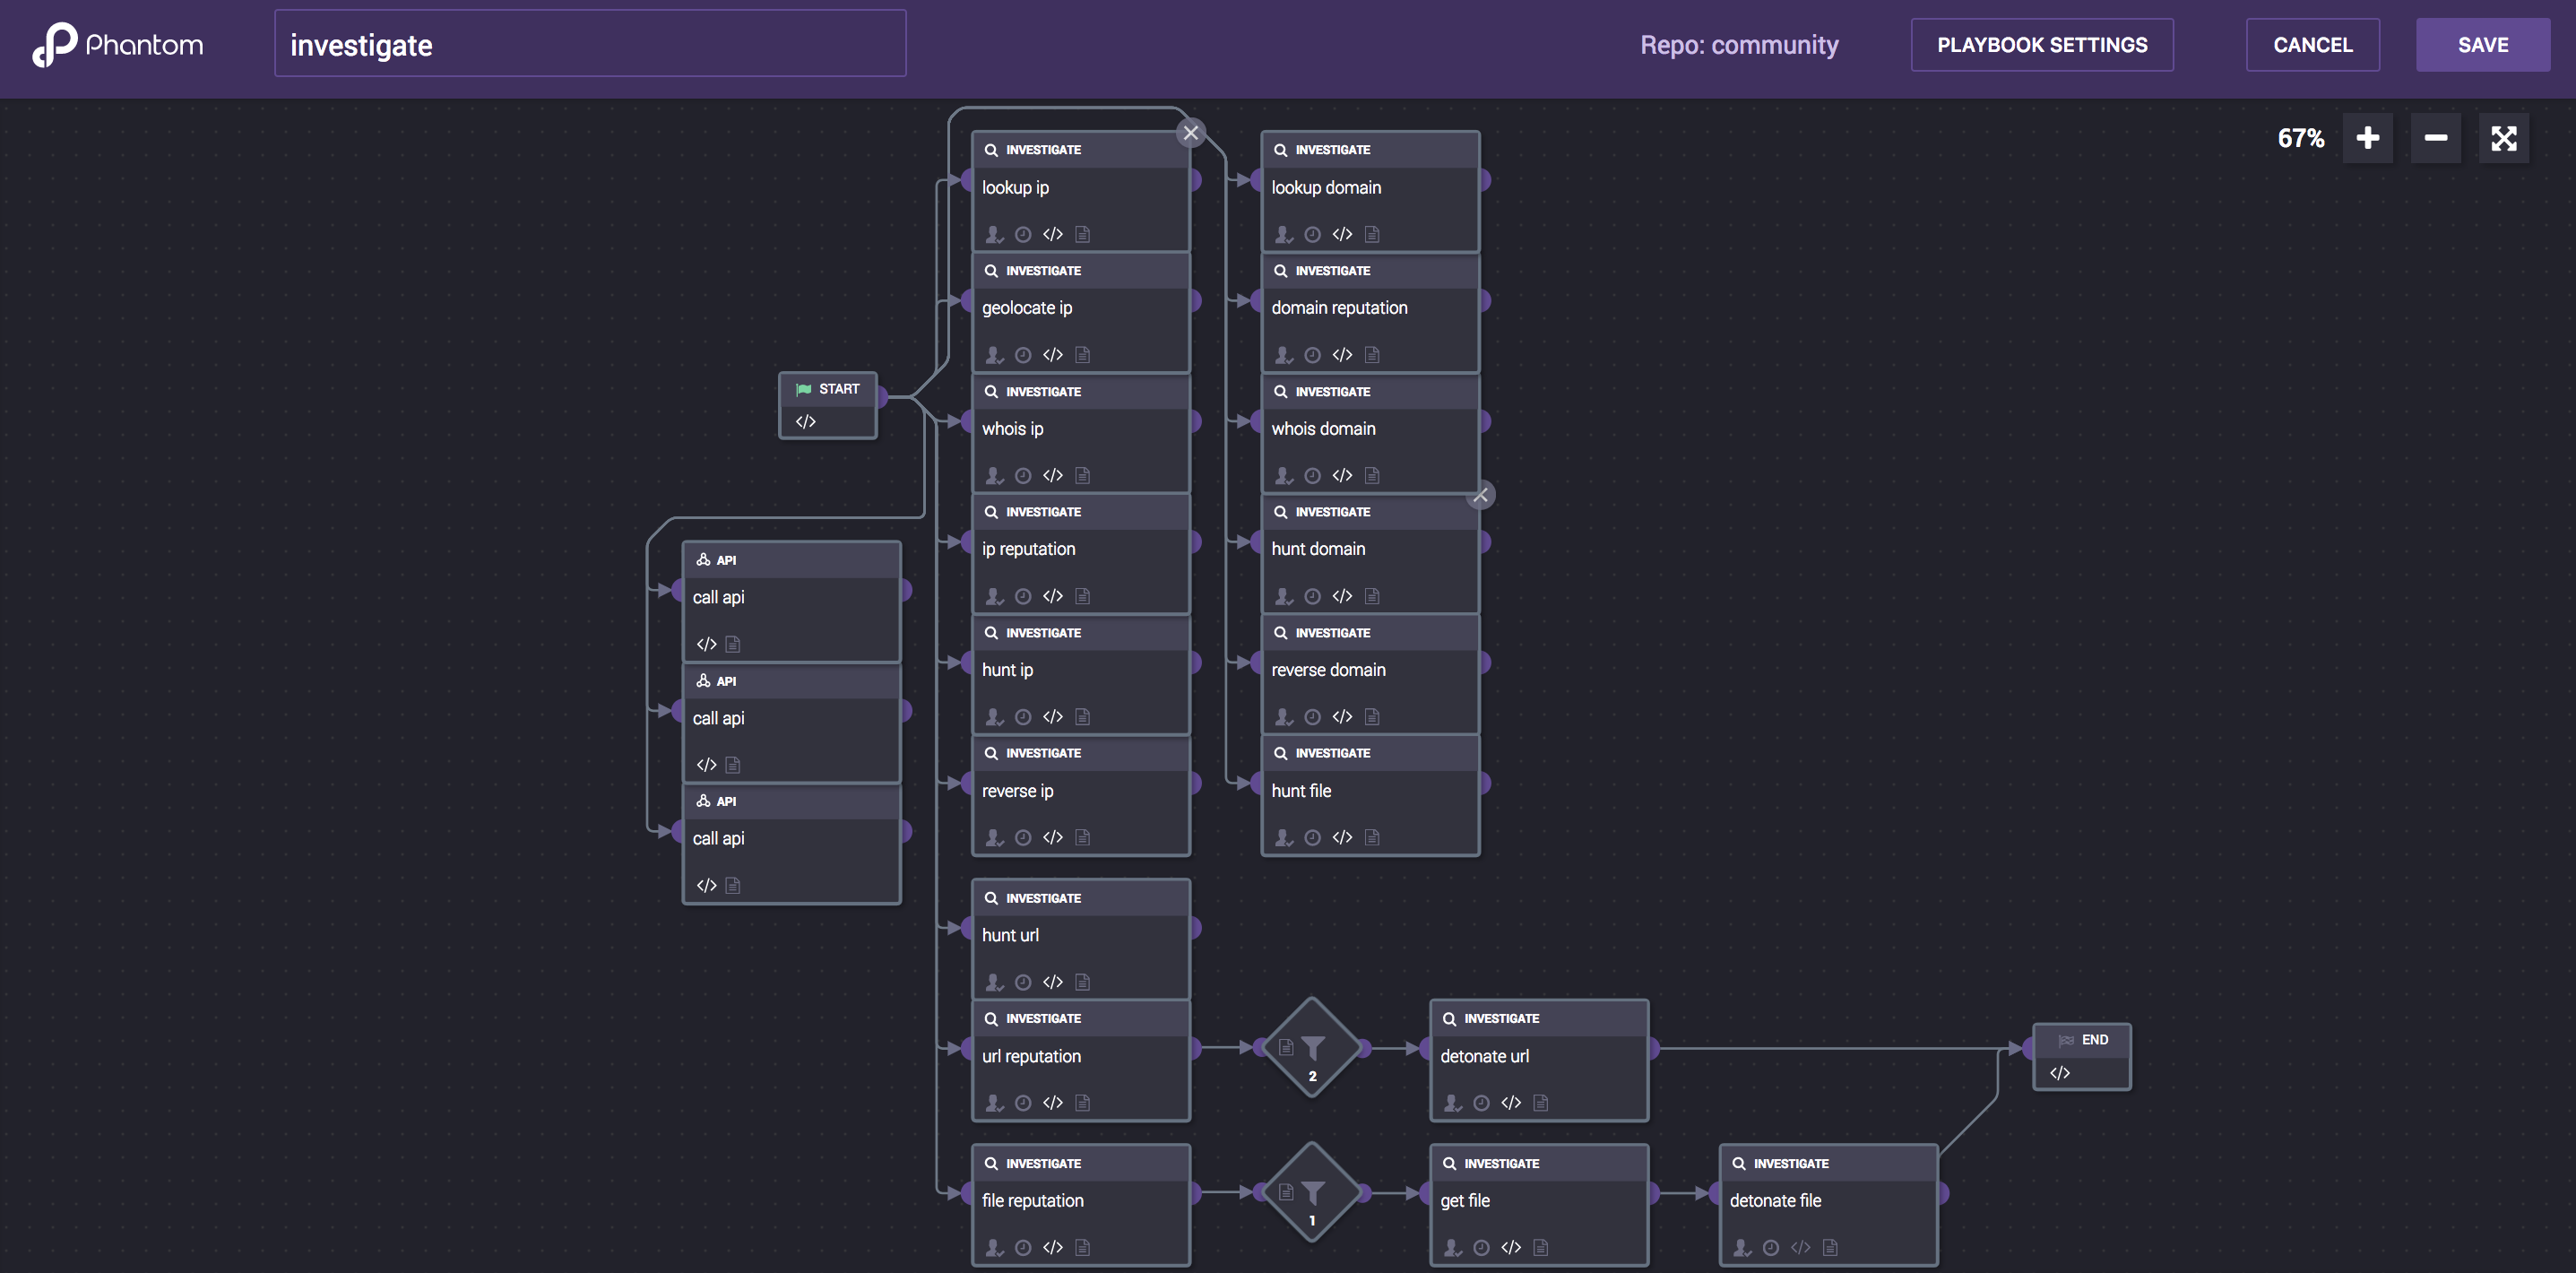 Phantom
investigate
Repo: community
PLAYBOOK SETTINGS
CANCEL
SAVE
67%
START
</>
API
call api
</>
API
call api
</>
API
call api
</>
INVESTIGATE
lookup ip
</>
INVESTIGATE
geolocate ip
</>
INVESTIGATE
whois ip
</>
INVESTIGATE
ip reputation
</>
INVESTIGATE
hunt ip
</>
INVESTIGATE
reverse ip
</>
INVESTIGATE
lookup domain
</>
INVESTIGATE
domain reputation
</>
INVESTIGATE
whois domain
</>
INVESTIGATE
hunt domain
</>
INVESTIGATE
reverse domain
</>
INVESTIGATE
hunt file
</>
INVESTIGATE
hunt url
</>
INVESTIGATE
url reputation
</>
2
INVESTIGATE
detonate url
</>
END
</>
INVESTIGATE
file reputation
</>
1
INVESTIGATE
get file
</>
INVESTIGATE
detonate file
</>